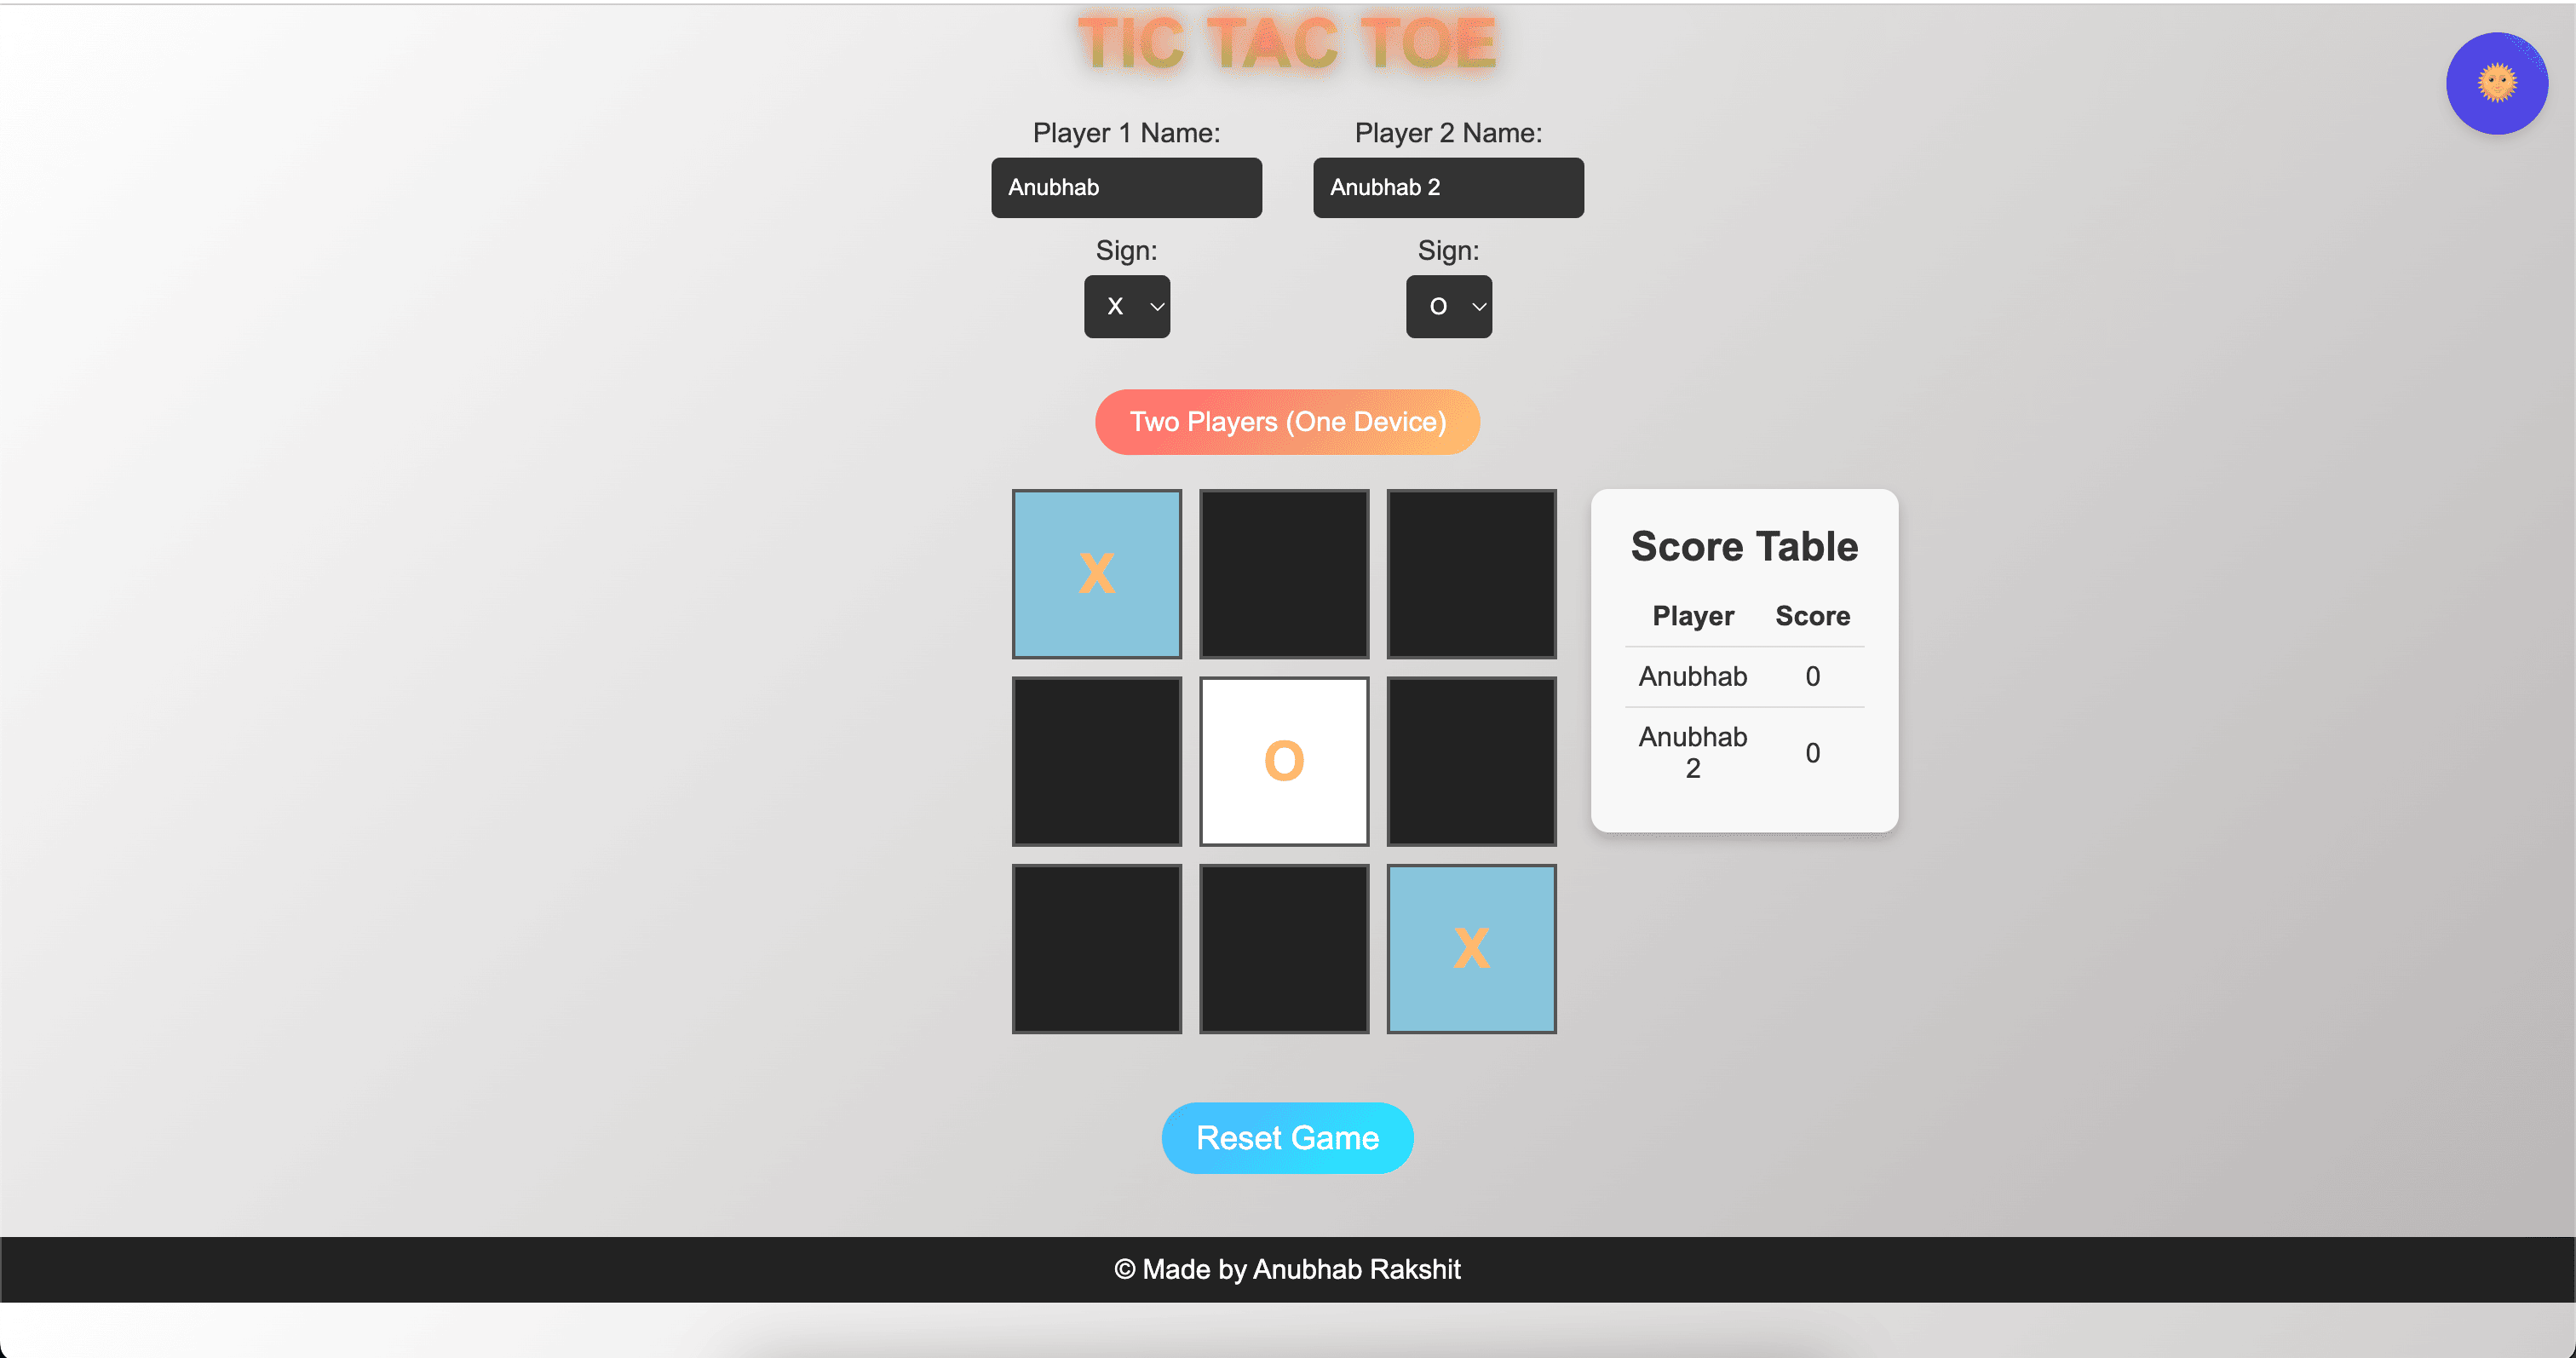 TIC TAC TOE
Player 1 Name: Player 2 Name:
Anubhab Anubhab 2
Sign: Sign:
X O
Two Players (One Device)
X
O
X
Score Table
Player Score
Anubhab 0
Anubhab
2 0
Reset Game
© Made by Anubhab Rakshit